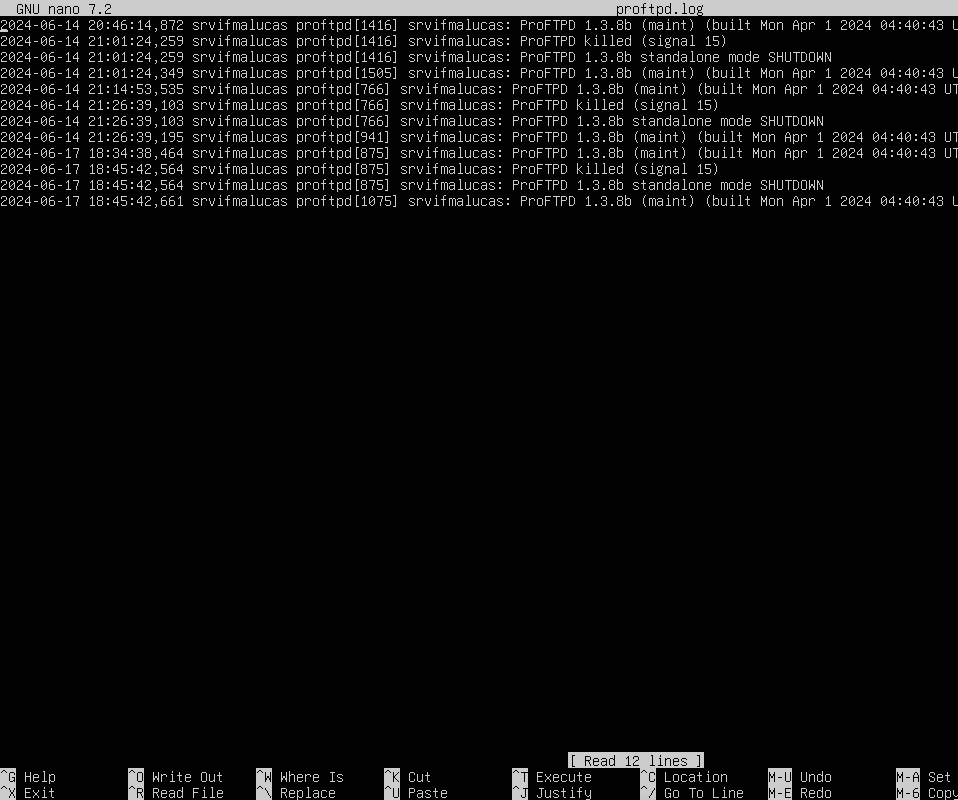 GNU nano 7.2 proftpd.log
2024-06-14 20:46:14,872 srvifmalucas proftpd[1416] srvifmalucas: ProFTPD 1.3.8b (maint) (built Mon Apr 1 2024 04:40:43 U
2024-06-14 21:01:24,259 srvifmalucas proftpd[1416] srvifmalucas: ProFTPD killed (signal 15)
2024-06-14 21:01:24,259 srvifmalucas proftpd[1416] srvifmalucas: ProFTPD 1.3.8b standalone mode SHUTDOWN
2024-06-14 21:01:24,349 srvifmalucas proftpd[1505] srvifmalucas: ProFTPD 1.3.8b (maint) (built Mon Apr 1 2024 04:40:43 U
2024-06-14 21:14:53,535 srvifmalucas proftpd[766] srvifmalucas: ProFTPD 1.3.8b (maint) (built Mon Apr 1 2024 04:40:43 UT
2024-06-14 21:26:39,103 srvifmalucas proftpd[766] srvifmalucas: ProFTPD killed (signal 15)
2024-06-14 21:26:39,103 srvifmalucas proftpd[766] srvifmalucas: ProFTPD 1.3.8b standalone mode SHUTDOWN
2024-06-14 21:26:39,195 srvifmalucas proftpd[941] srvifmalucas: ProFTPD 1.3.8b (maint) (built Mon Apr 1 2024 04:40:43 UT
2024-06-17 18:34:38,464 srvifmalucas proftpd[875] srvifmalucas: ProFTPD 1.3.8b (maint) (built Mon Apr 1 2024 04:40:43 UT
2024-06-17 18:45:42,564 srvifmalucas proftpd[875] srvifmalucas: ProFTPD killed (signal 15)
2024-06-17 18:45:42,564 srvifmalucas proftpd[875] srvifmalucas: ProFTPD 1.3.8b standalone mode SHUTDOWN
2024-06-17 18:45:42,661 srvifmalucas proftpd[1075] srvifmalucas: ProFTPD 1.3.8b (maint) (built Mon Apr 1 2024 04:40:43 U
[ Read 12 lines ]
^G Help ^O Write Out ^W Where Is ^K Cut ^T Execute ^C Location M-U Undo M-A Set
^X Exit ^R Read File ^\ Replace ^U Paste ^J Justify ^/ Go To Line M-E Redo M-6 Copy